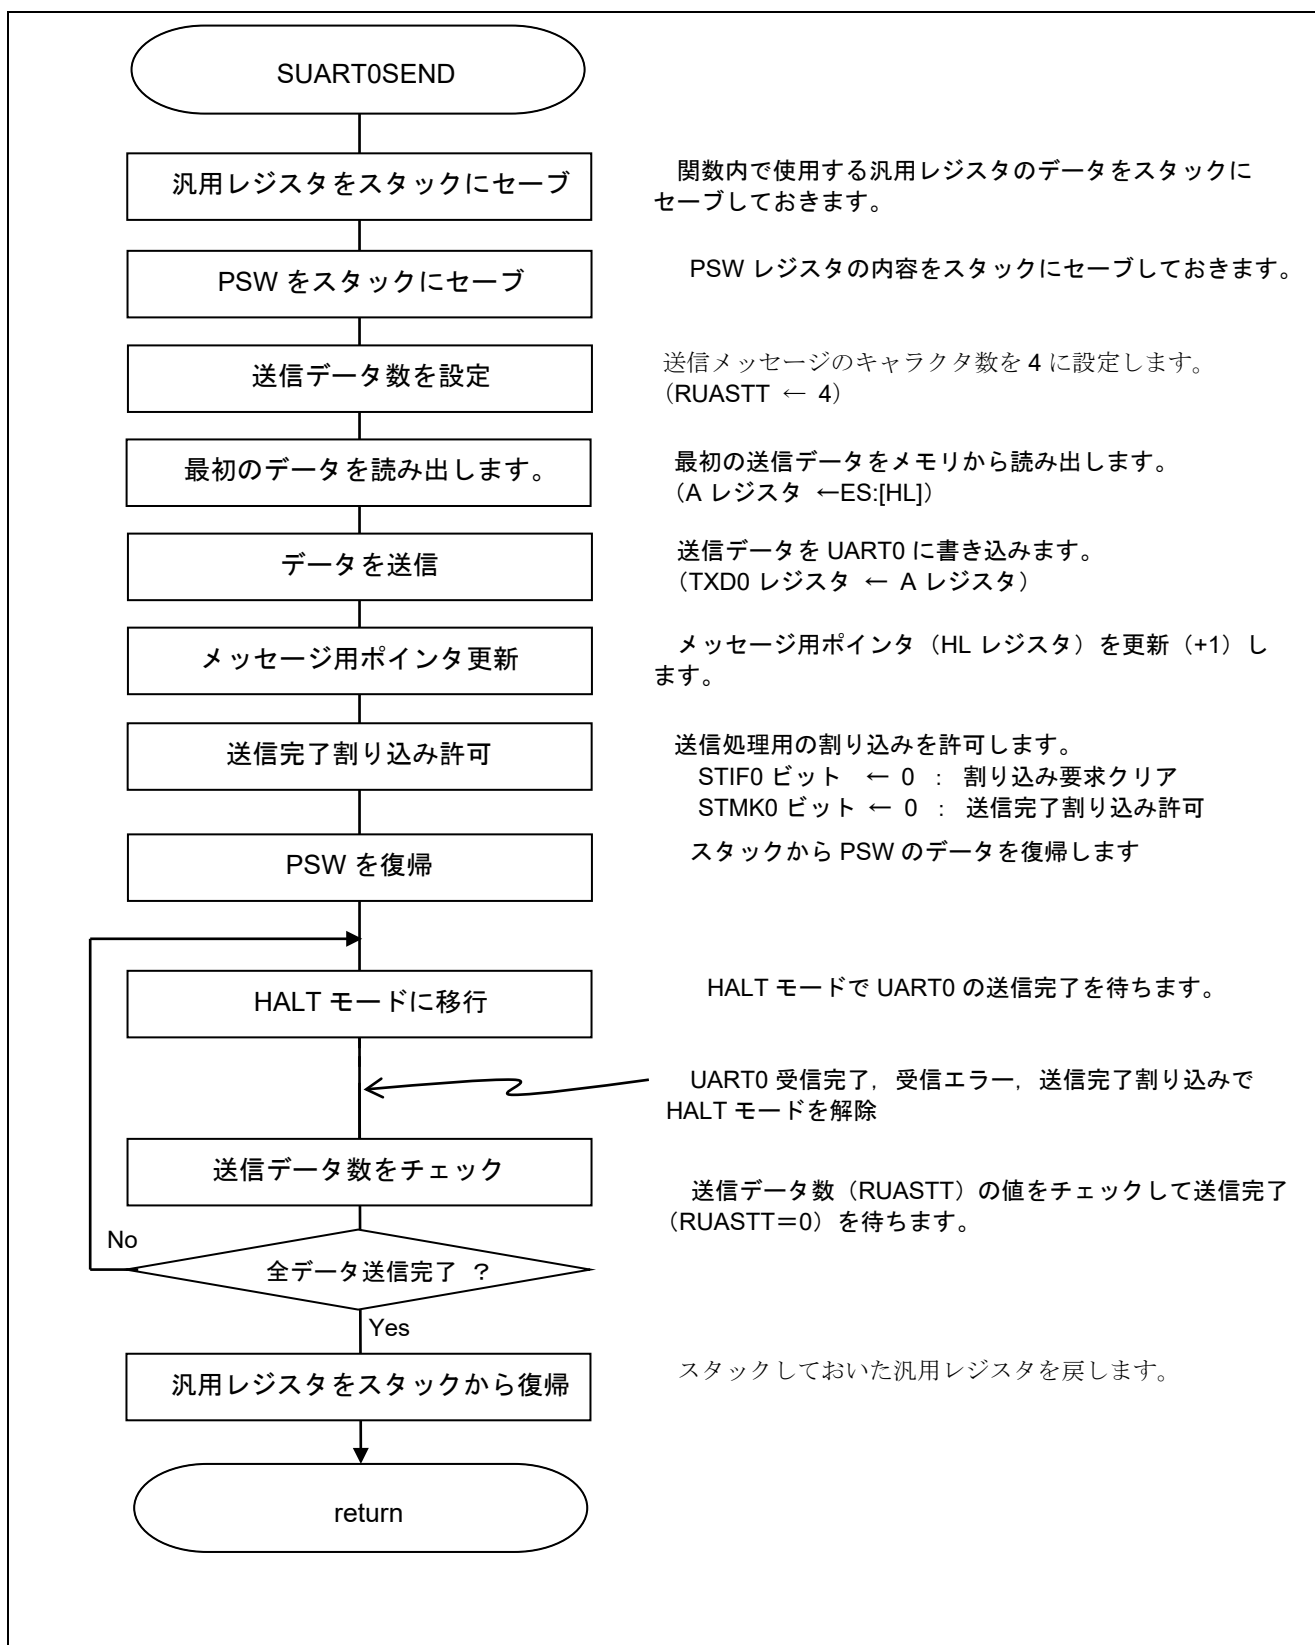 SUART0SEND
汎用レジスタをスタックにセーブ
関数内で使用する汎用レジスタのデータをスタックに
セーブしておきます。
PSW をスタックにセーブ
PSW レジスタの内容をスタックにセーブしておきます。
送信データ数を設定
送信メッセージのキャラクタ数を 4 に設定します。
（RUASTT ← 4）
最初のデータを読み出します。
最初の送信データをメモリから読み出します。
（A レジスタ ←ES:[HL]）
データを送信
送信データを UART0 に書き込みます。
（TXD0 レジスタ ← A レジスタ）
メッセージ用ポインタ更新
メッセージ用ポインタ（HL レジスタ）を更新（+1）し
ます。
送信完了割り込み許可
送信処理用の割り込みを許可します。
STIF0 ビット ← 0 : 割り込み要求クリア
STMK0 ビット ← 0 : 送信完了割り込み許可
PSW を復帰
スタックから PSW のデータを復帰します
HALT モードに移行
HALT モードで UART0 の送信完了を待ちます。
UART0 受信完了，受信エラー，送信完了割り込みで
HALT モードを解除
送信データ数をチェック
送信データ数（RUASTT）の値をチェックして送信完了
（RUASTT＝0）を待ちます。
No
全データ送信完了 ？
Yes
汎用レジスタをスタックから復帰
スタックしておいた汎用レジスタを戻します。
return